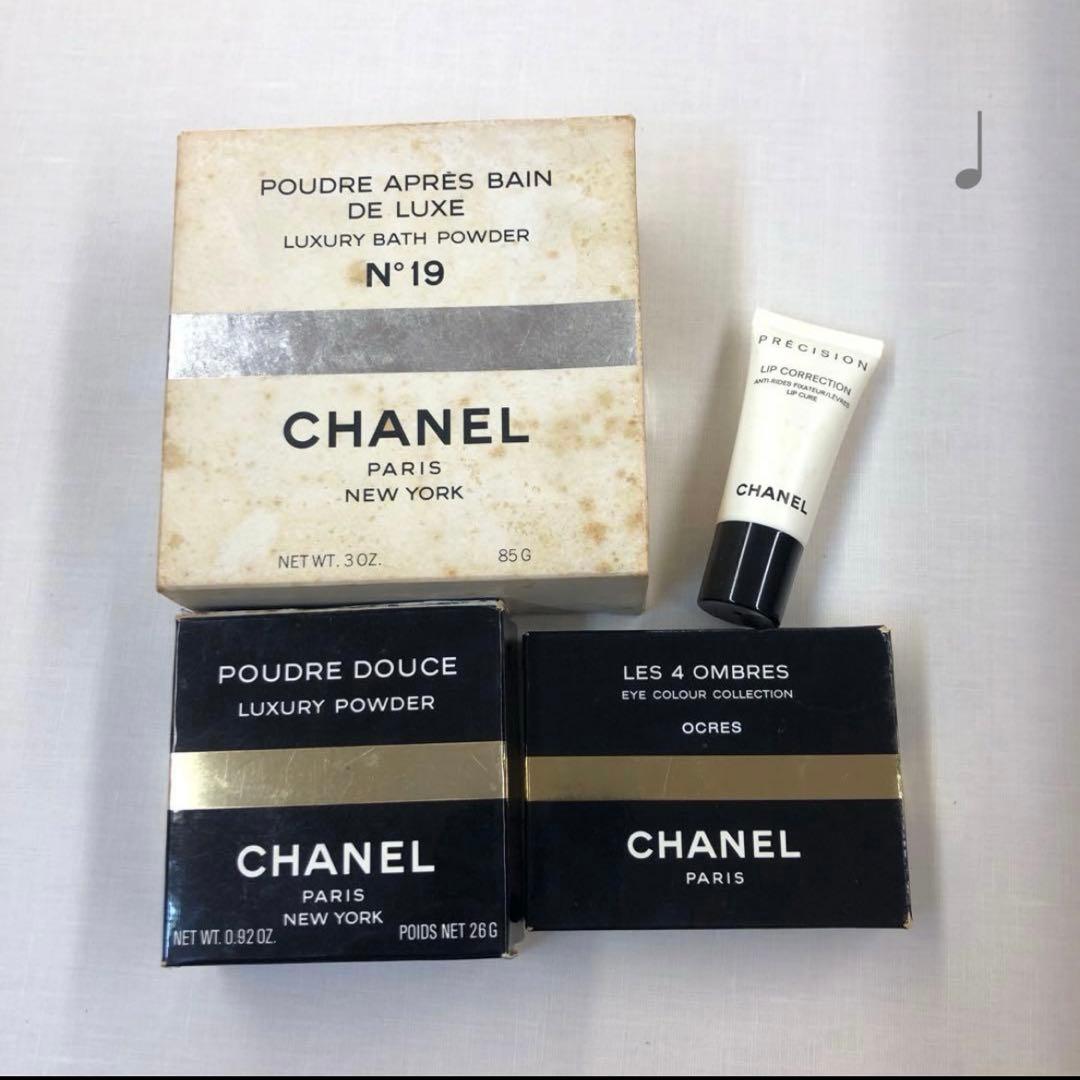 POUDRE APRÈS BAIN
DE LUXE
LUXURY BATH POWDER
N° 19
CHANEL
PARIS
NEW YORK
NET WT. 3 OZ. 85 G
PRÉCISION
LIP CORRECTION
ANTI-RIDES FIXATEUR/LÈVRES
LIP CURE
CHANEL
POUDRE DOUCE
LUXURY POWDER
CHANEL
PARIS
NEW YORK
NET WT. 0.92 OZ. POIDS NET 26 G
LES 4 OMBRES
EYE COLOUR COLLECTION
OCRES
CHANEL
PARIS